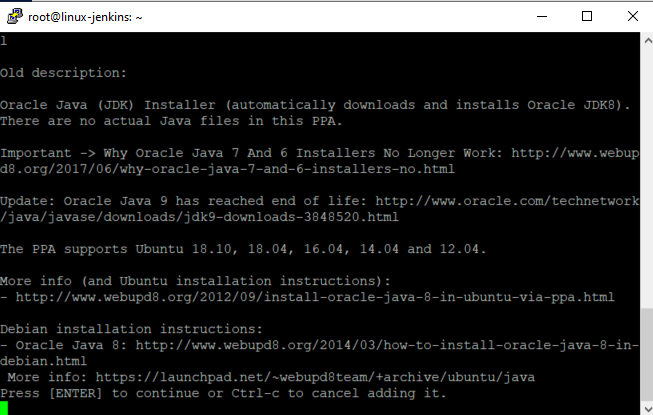 root@linux-jenkins: ~
l
Old description:
Oracle Java (JDK) Installer (automatically downloads and installs Oracle JDK8).
There are no actual Java files in this PPA.
Important -> Why Oracle Java 7 And 6 Installers No Longer Work: http://www.webup
d8.org/2017/06/why-oracle-java-7-and-6-installers-no.html
Update: Oracle Java 9 has reached end of life: http://www.oracle.com/technetwork
/java/javase/downloads/jdk9-downloads-3848520.html
The PPA supports Ubuntu 18.10, 18.04, 16.04, 14.04 and 12.04.
More info (and Ubuntu installation instructions):
- http://www.webupd8.org/2012/09/install-oracle-java-8-in-ubuntu-via-ppa.html
Debian installation instructions:
- Oracle Java 8: http://www.webupd8.org/2014/03/how-to-install-oracle-java-8-in-
debian.html
 More info: https://launchpad.net/~webupd8team/+archive/ubuntu/java
Press [ENTER] to continue or Ctrl-c to cancel adding it.